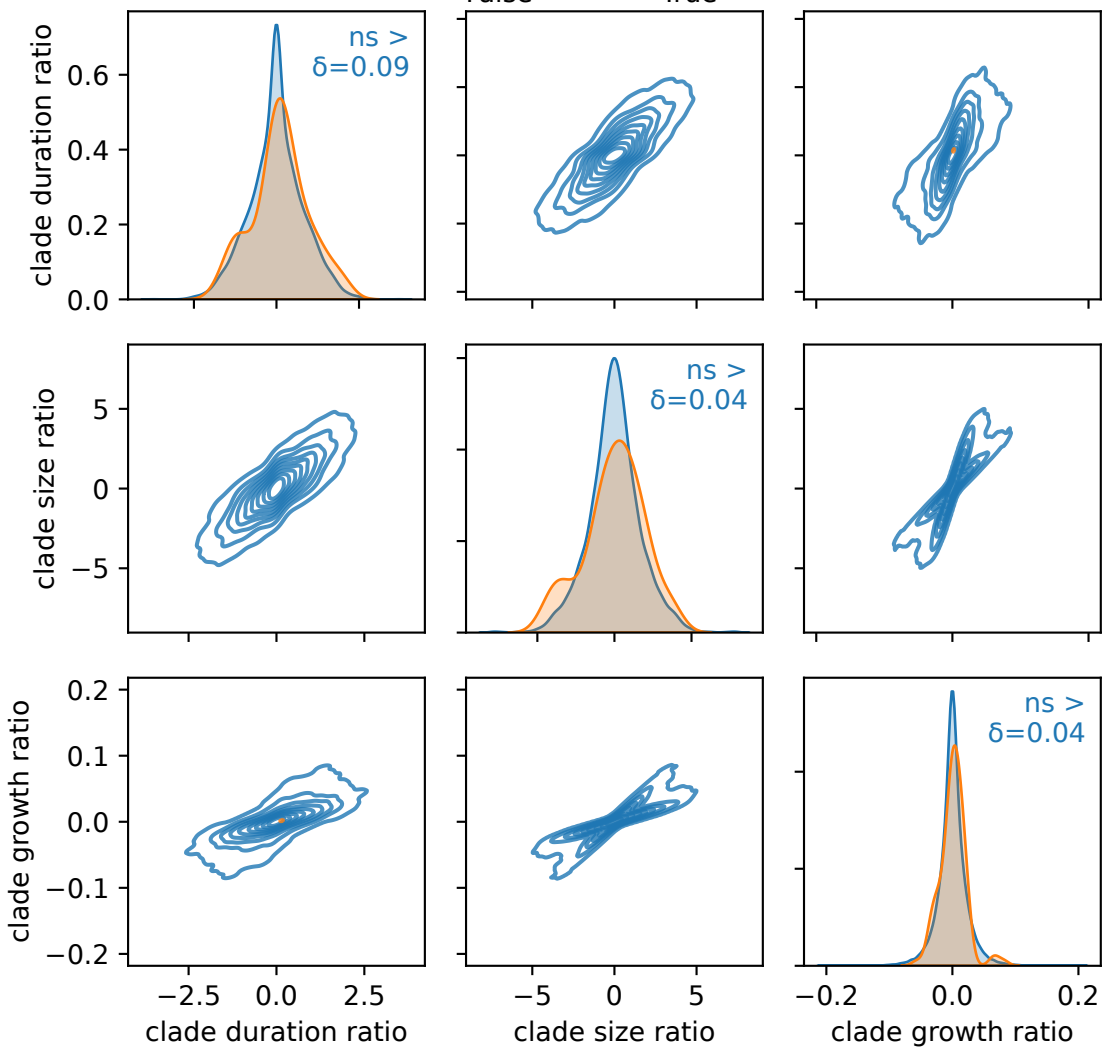 clade duration ratio
0.6
0.4
0.2
0.0
ns >
δ=0.09
clade size ratio
5
0
−5
ns >
δ=0.04
clade growth ratio
0.2
0.1
0.0
−0.1
−0.2
ns >
δ=0.04
−2.5 0.0 2.5
−5 0 5
−0.2 0.0 0.2
clade duration ratio
clade size ratio
clade growth ratio